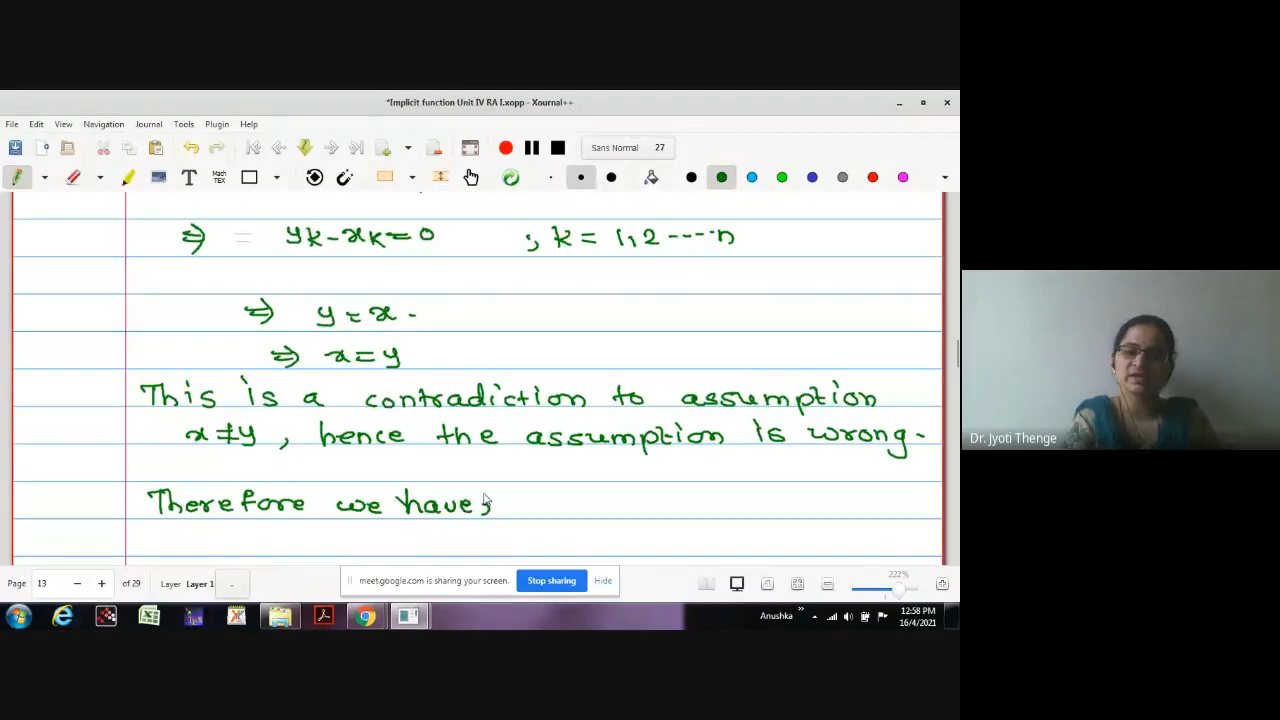 *Implicit function Unit IV RA I.xopp - Xournal++
File Edit View Navigation Journal Tools Plugin Help
Sans Normal 27
Math TEX
⇒ = yk - xk = 0 ; k = 1, 2 ----- n
⇒ y = x .
⇒ x = y
This is a contradiction to assumption
x ≠ y , hence the assumption is wrong.
Therefore we have,
Dr. Jyoti Thenge
Page 13 of 29 Layer Layer 1
meet.google.com is sharing your screen. Stop sharing Hide
222%
Anushka
12:58 PM
16/4/2021